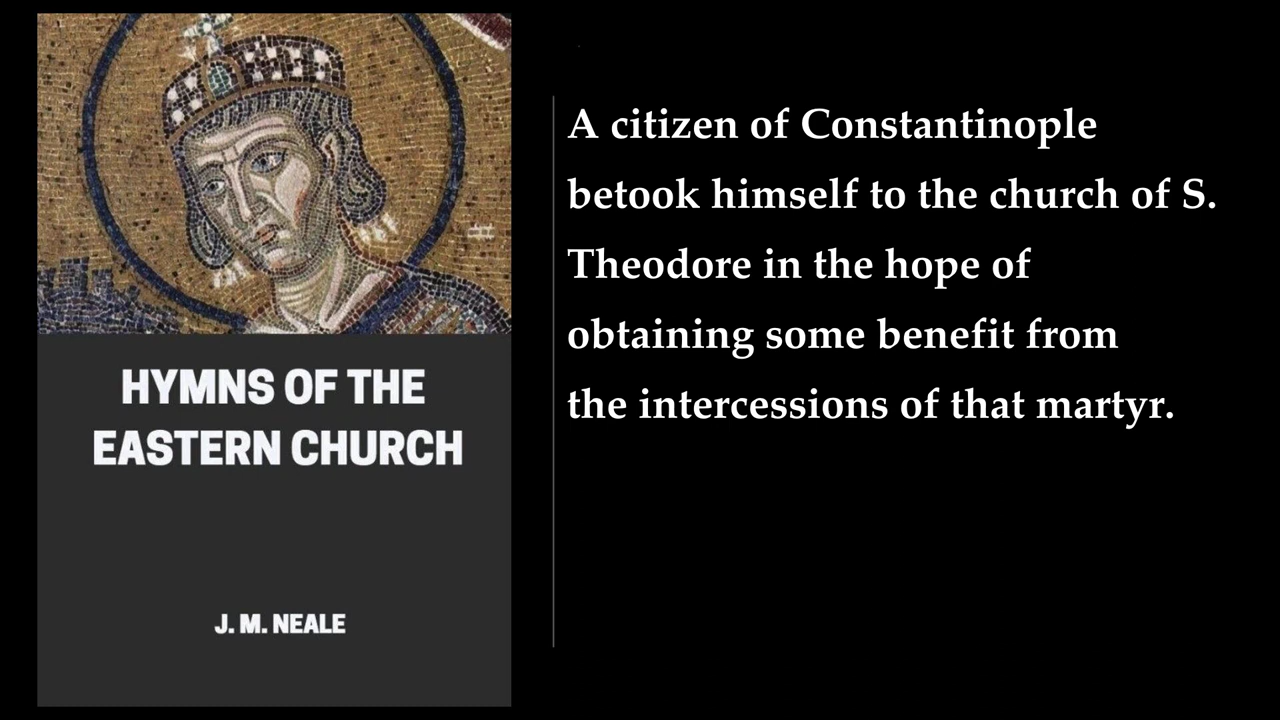 HYMNS OF THE
EASTERN CHURCH
J. M. NEALE
A citizen of Constantinople
betook himself to the church of S.
Theodore in the hope of
obtaining some benefit from
the intercessions of that martyr.